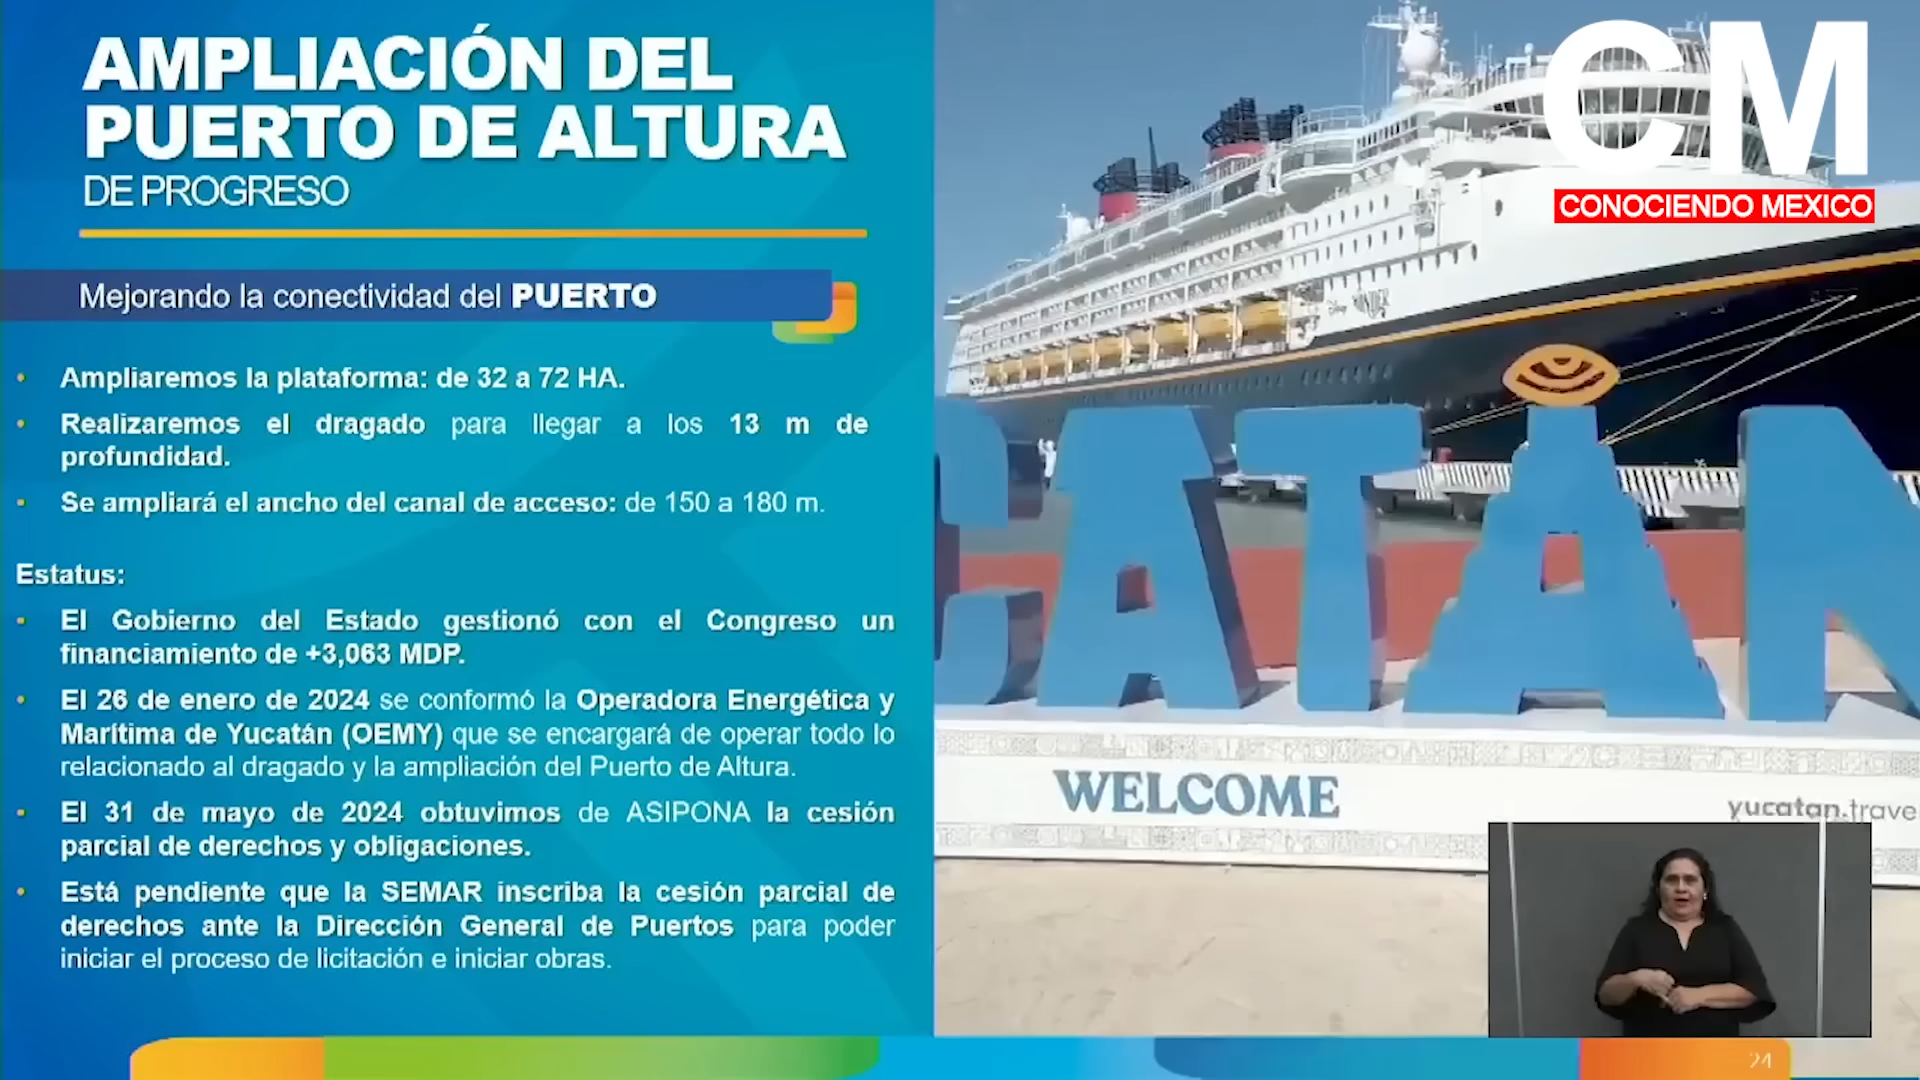 AMPLIACIÓN DEL
PUERTO DE ALTURA
DE PROGRESO
Mejorando la conectividad del PUERTO
• Ampliaremos la plataforma: de 32 a 72 HA.
• Realizaremos el dragado para llegar a los 13 m de
profundidad.
• Se ampliará el ancho del canal de acceso: de 150 a 180 m.
Estatus:
• El Gobierno del Estado gestionó con el Congreso un
financiamiento de +3,063 MDP.
• El 26 de enero de 2024 se conformó la Operadora Energética y
Marítima de Yucatán (OEMY) que se encargará de operar todo lo
relacionado al dragado y la ampliación del Puerto de Altura.
• El 31 de mayo de 2024 obtuvimos de ASIPONA la cesión
parcial de derechos y obligaciones.
• Está pendiente que la SEMAR inscriba la cesión parcial de
derechos ante la Dirección General de Puertos para poder
iniciar el proceso de licitación e iniciar obras.
CM
CONOCIENDO MEXICO
Disney WONDER
CATÁN
WELCOME
yucatan.trave
24